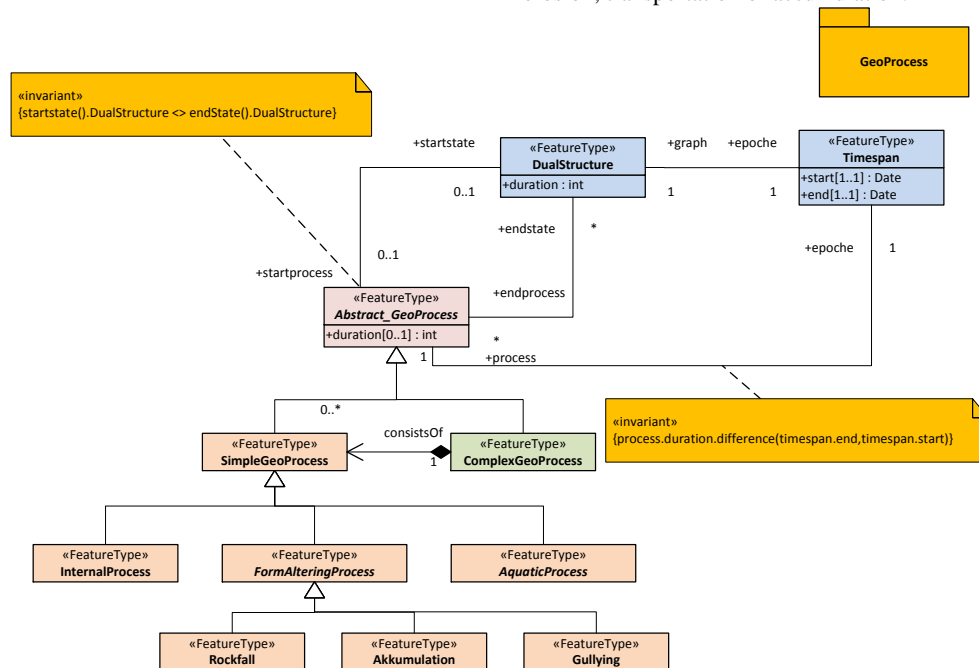 GeoProcess
«invariant»
{startstate().DualStructure <> endState().DualStructure}
+startstate
«FeatureType»
DualStructure
+duration : int
+graph
+epoche
«FeatureType»
Timespan
+start[1..1] : Date
+end[1..1] : Date
0..1
1
1
+endstate
*
+epoche
1
0..1
+startprocess
«FeatureType»
Abstract_GeoProcess
+duration[0..1] : int
+endprocess
*
1
+process
«invariant»
{process.duration.difference(timespan.end,timespan.start)}
0..*
consistsOf
1
«FeatureType»
SimpleGeoProcess
«FeatureType»
ComplexGeoProcess
«FeatureType»
InternalProcess
«FeatureType»
FormAlteringProcess
«FeatureType»
AquaticProcess
«FeatureType»
Rockfall
«FeatureType»
Akkumulation
«FeatureType»
Gullying